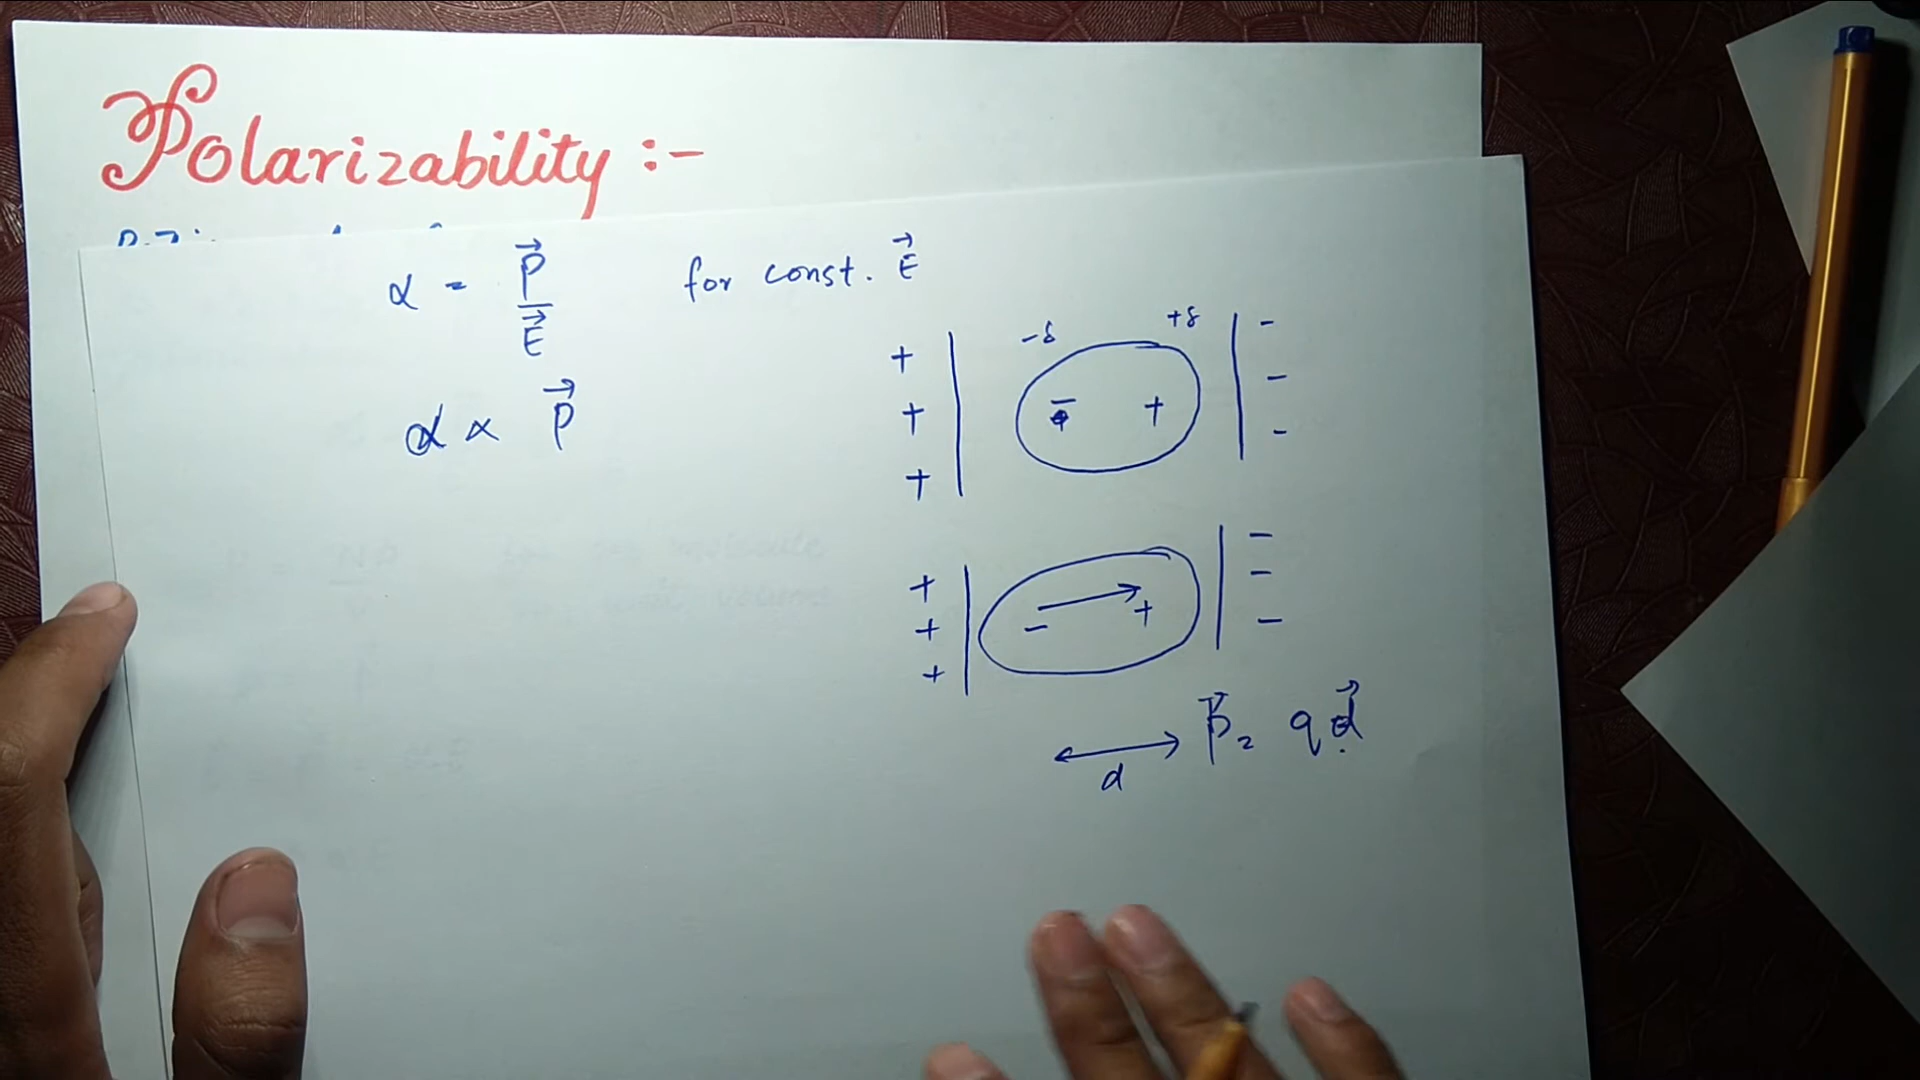 Polarizability :-
α = P⃗ / E⃗ for const. E⃗
α ∝ P⃗
+ | -δ +δ | -
+ - + -
+ -
+ | | -
+ - + -
+ -
P⃗ = q d⃗
d